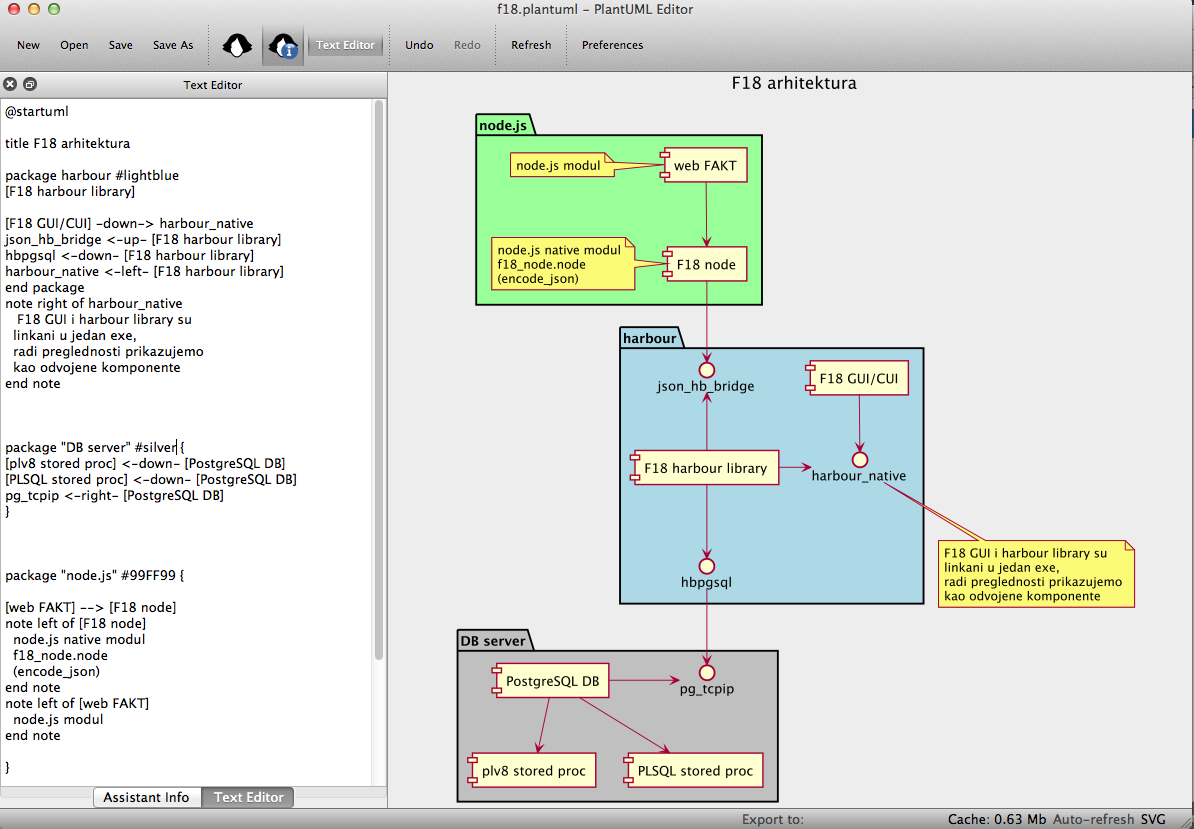 f18.plantuml – PlantUML Editor
New Open Save Save As Text Editor Undo Redo Refresh Preferences
Text Editor
@startuml
title F18 arhitektura
package harbour #lightblue
[F18 harbour library]
[F18 GUI/CUI] -down-> harbour_native
json_hb_bridge <-up- [F18 harbour library]
hbpgsql <-down- [F18 harbour library]
harbour_native <-left- [F18 harbour library]
end package
note right of harbour_native
F18 GUI i harbour library su
linkani u jedan exe,
radi preglednosti prikazujemo
kao odvojene komponente
end note
package "DB server" #silver {
[plv8 stored proc] <-down- [PostgreSQL DB]
[PLSQL stored proc] <-down- [PostgreSQL DB]
pg_tcpip <-right- [PostgreSQL DB]
}
package "node.js" #99FF99 {
[web FAKT] --> [F18 node]
note left of [F18 node]
node.js native modul
f18_node.node
(encode_json)
end note
note left of [web FAKT]
node.js modul
end note
}
Assistant Info Text Editor
F18 arhitektura
node.js
node.js modul
web FAKT
node.js native modul
f18_node.node
(encode_json)
F18 node
harbour
json_hb_bridge
F18 GUI/CUI
F18 harbour library
harbour_native
hbpgsql
F18 GUI i harbour library su
linkani u jedan exe,
radi preglednosti prikazujemo
kao odvojene komponente
DB server
PostgreSQL DB
pg_tcpip
plv8 stored proc
PLSQL stored proc
Export to: Cache: 0.63 Mb Auto-refresh SVG